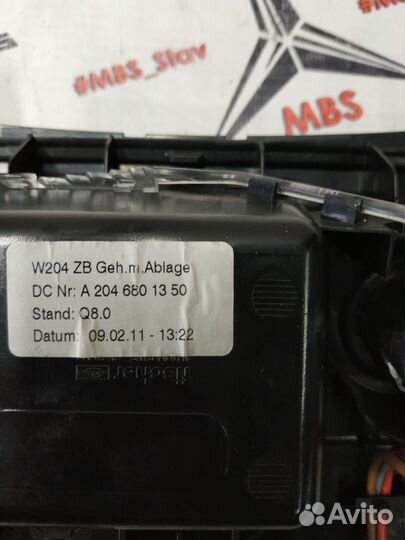 #MBS_Stav
MBS
W204 ZB Geh.m.Ablage
DC Nr: A 204 680 13 50
Stand: Q8.0
Datum: 09.02.11 - 13:22
fischer
Avito